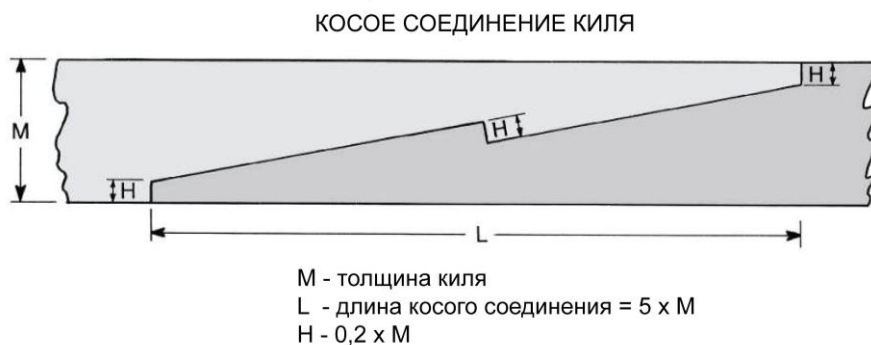 КОСОЕ СОЕДИНЕНИЕ КИЛЯ
H
M
H
H
L
M - толщина киля
L - длина косого соединения = 5 x M
H - 0,2 x M